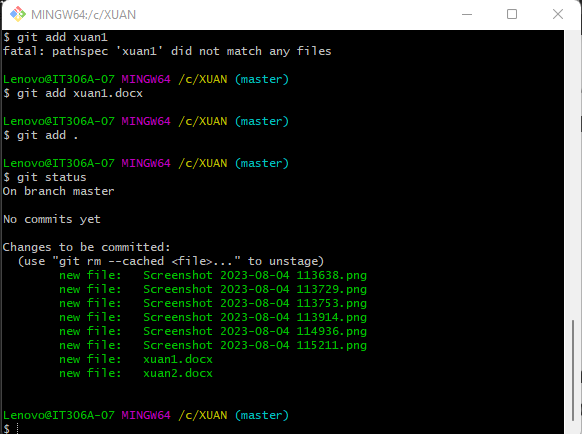 MINGW64:/c/XUAN
$ git add xuan1
fatal: pathspec 'xuan1' did not match any files
Lenovo@IT306A-07 MINGW64 /c/XUAN (master)
$ git add xuan1.docx
Lenovo@IT306A-07 MINGW64 /c/XUAN (master)
$ git add .
Lenovo@IT306A-07 MINGW64 /c/XUAN (master)
$ git status
On branch master
No commits yet
Changes to be committed:
  (use "git rm --cached <file>..." to unstage)
        new file:   Screenshot 2023-08-04 113638.png
        new file:   Screenshot 2023-08-04 113729.png
        new file:   Screenshot 2023-08-04 113753.png
        new file:   Screenshot 2023-08-04 113914.png
        new file:   Screenshot 2023-08-04 114936.png
        new file:   Screenshot 2023-08-04 115211.png
        new file:   xuan1.docx
        new file:   xuan2.docx
Lenovo@IT306A-07 MINGW64 /c/XUAN (master)
$